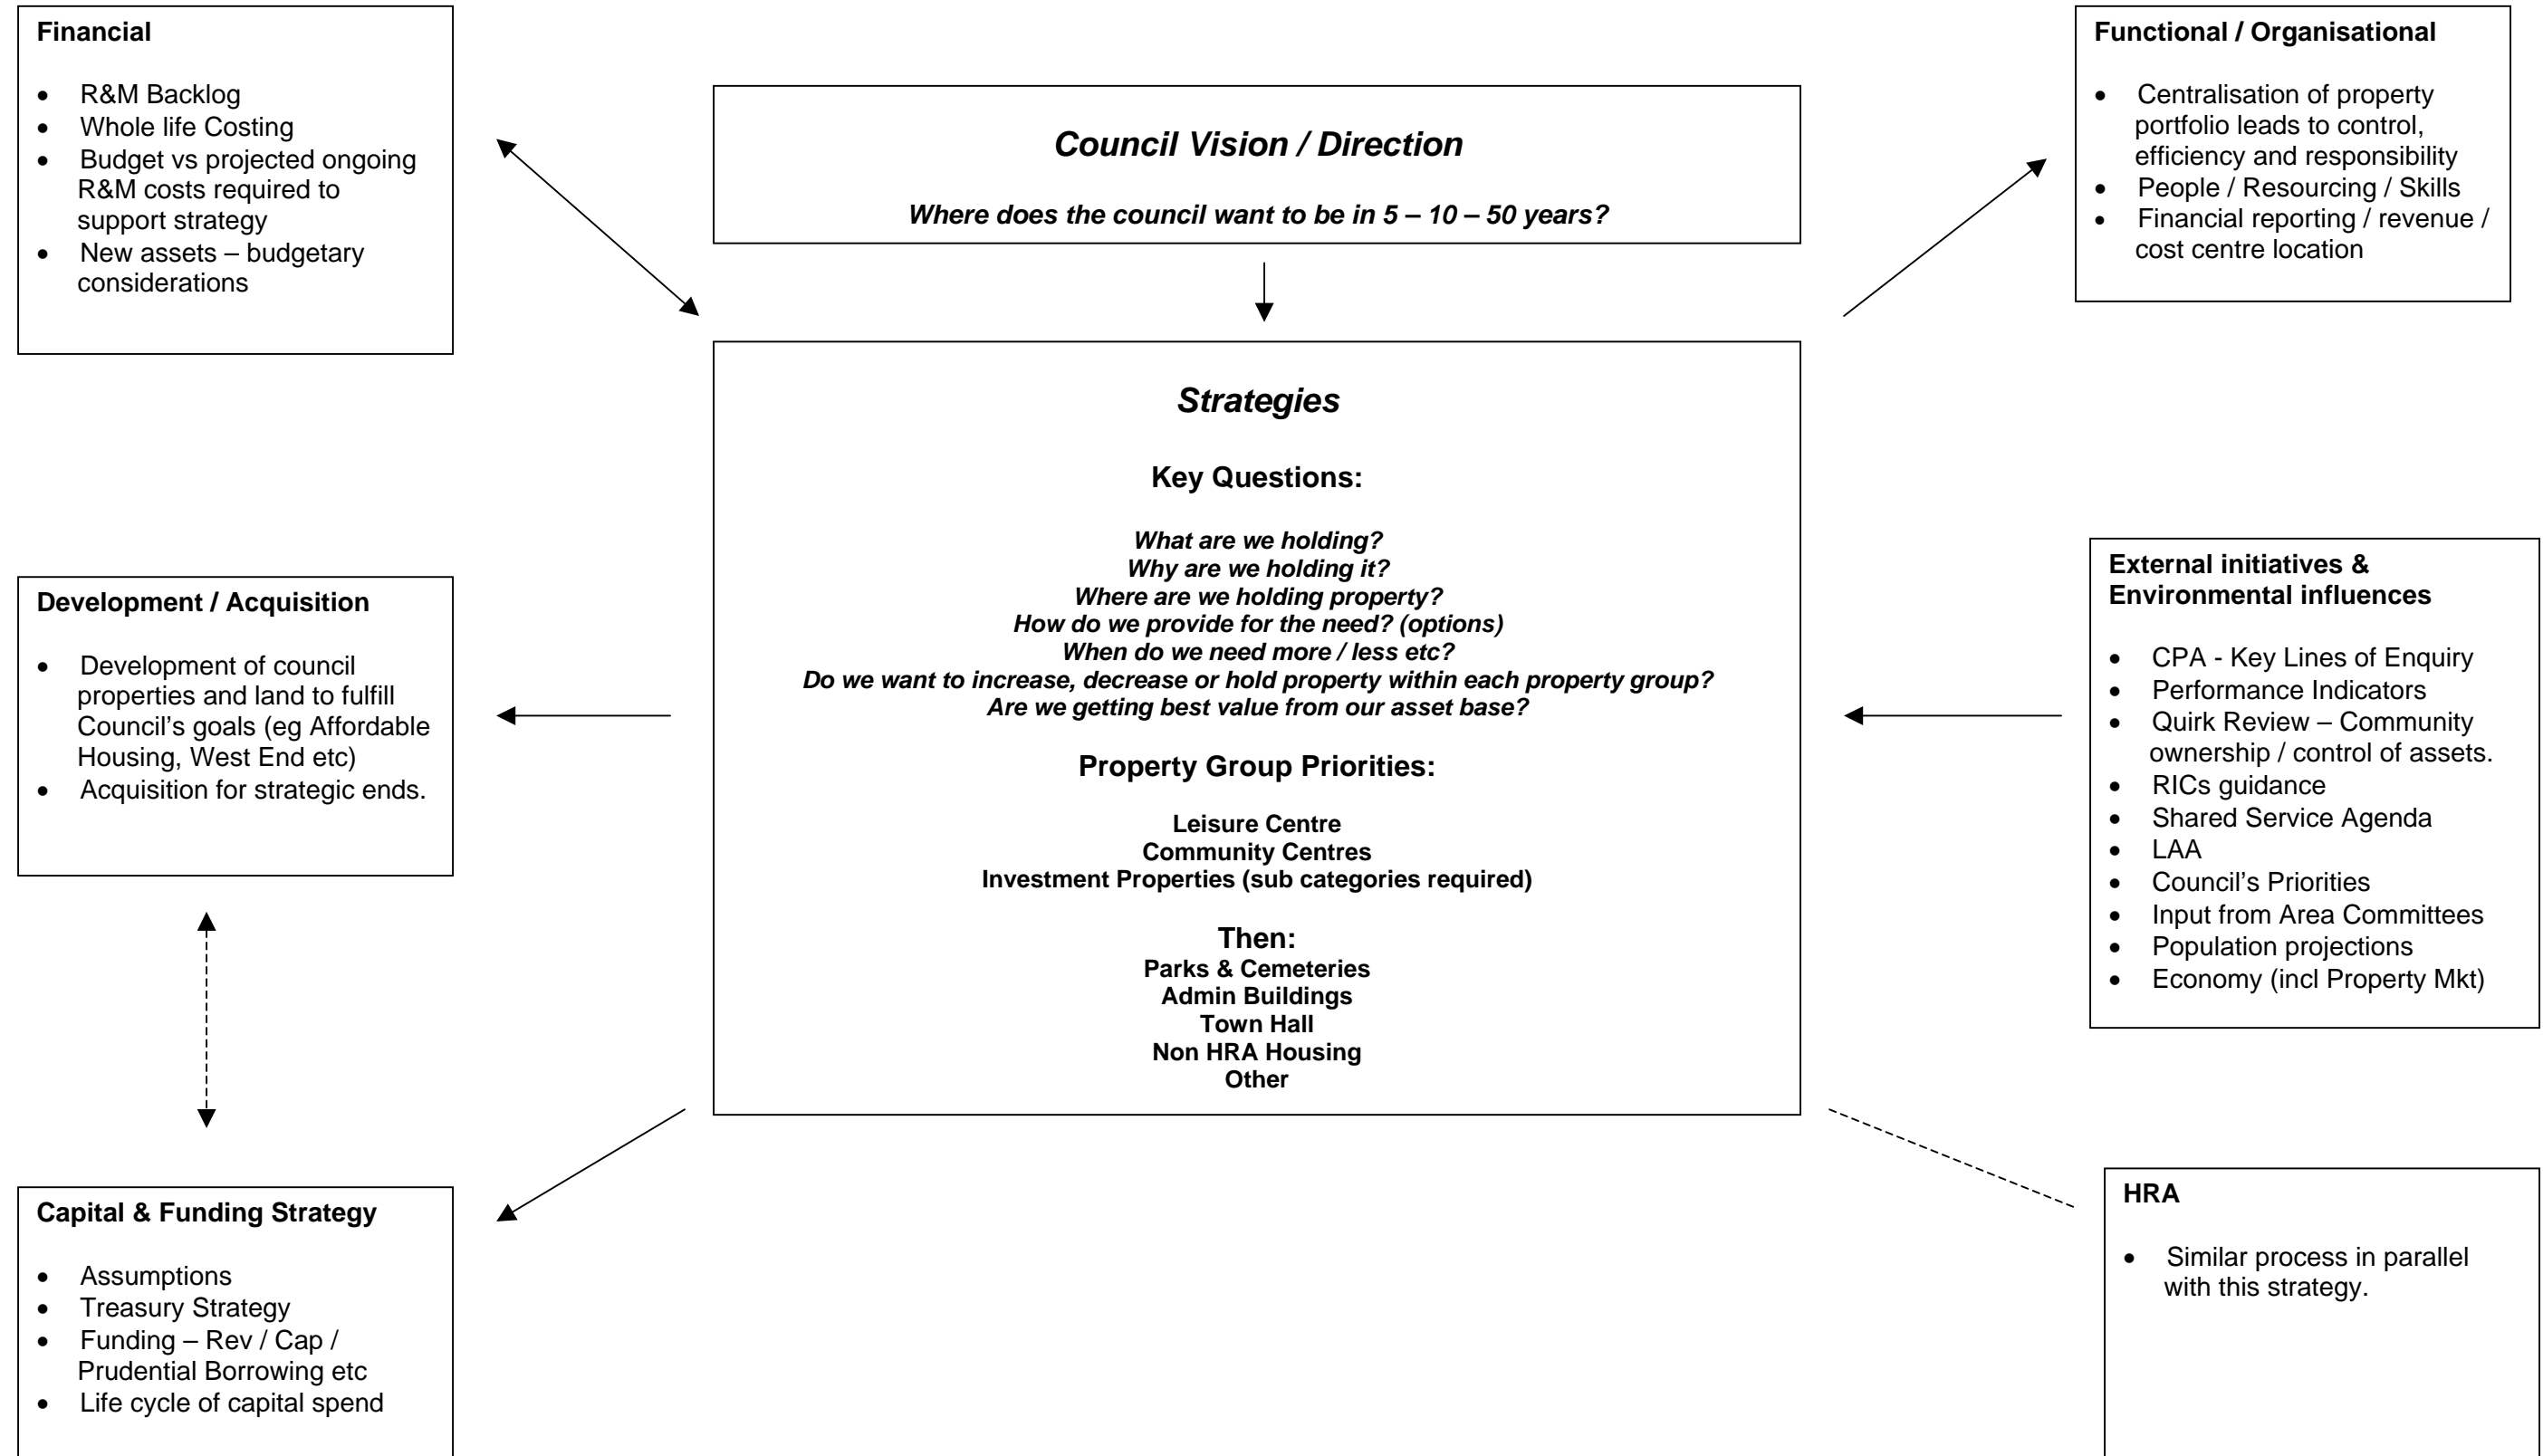 Financial
• R&M Backlog
• Whole life Costing
• Budget vs projected ongoing
R&M costs required to
support strategy
• New assets – budgetary
considerations
Council Vision / Direction
Where does the council want to be in 5 – 10 – 50 years?
Functional / Organisational
• Centralisation of property
portfolio leads to control,
efficiency and responsibility
• People / Resourcing / Skills
• Financial reporting / revenue /
cost centre location
Strategies
Key Questions:
What are we holding?
Why are we holding it?
Where are we holding property?
How do we provide for the need? (options)
When do we need more / less etc?
Do we want to increase, decrease or hold property within each property group?
Are we getting best value from our asset base?
Property Group Priorities:
Leisure Centre
Community Centres
Investment Properties (sub categories required)
Then:
Parks & Cemeteries
Admin Buildings
Town Hall
Non HRA Housing
Other
Development / Acquisition
• Development of council
properties and land to fulfill
Council’s goals (eg Affordable
Housing, West End etc)
• Acquisition for strategic ends.
External initiatives &
Environmental influences
• CPA - Key Lines of Enquiry
• Performance Indicators
• Quirk Review – Community
ownership / control of assets.
• RICs guidance
• Shared Service Agenda
• LAA
• Council’s Priorities
• Input from Area Committees
• Population projections
• Economy (incl Property Mkt)
Capital & Funding Strategy
• Assumptions
• Treasury Strategy
• Funding – Rev / Cap /
Prudential Borrowing etc
• Life cycle of capital spend
HRA
• Similar process in parallel
with this strategy.